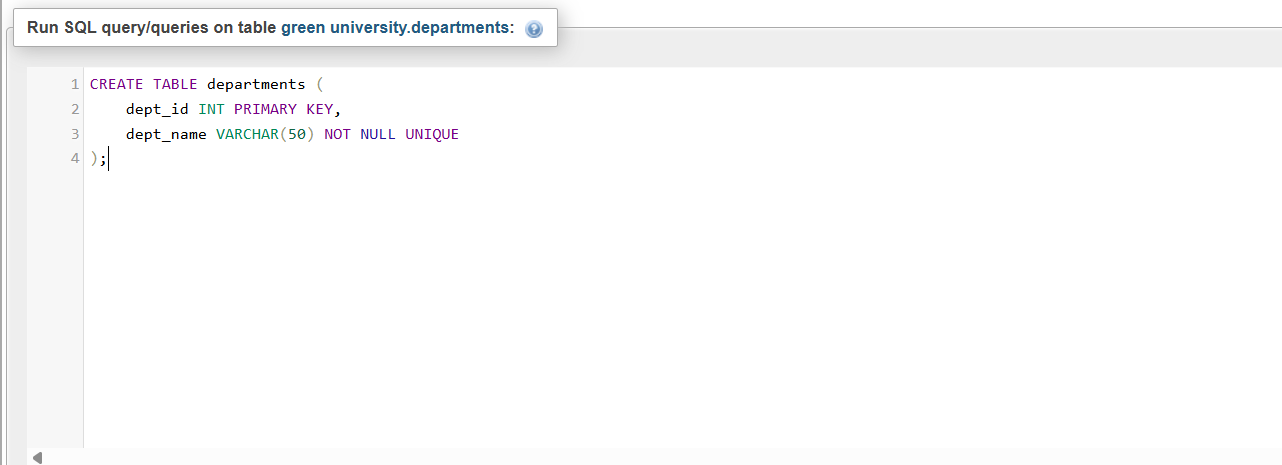 Run SQL query/queries on table green university.departments:
1 CREATE TABLE departments (
2     dept_id INT PRIMARY KEY,
3     dept_name VARCHAR(50) NOT NULL UNIQUE
4 );